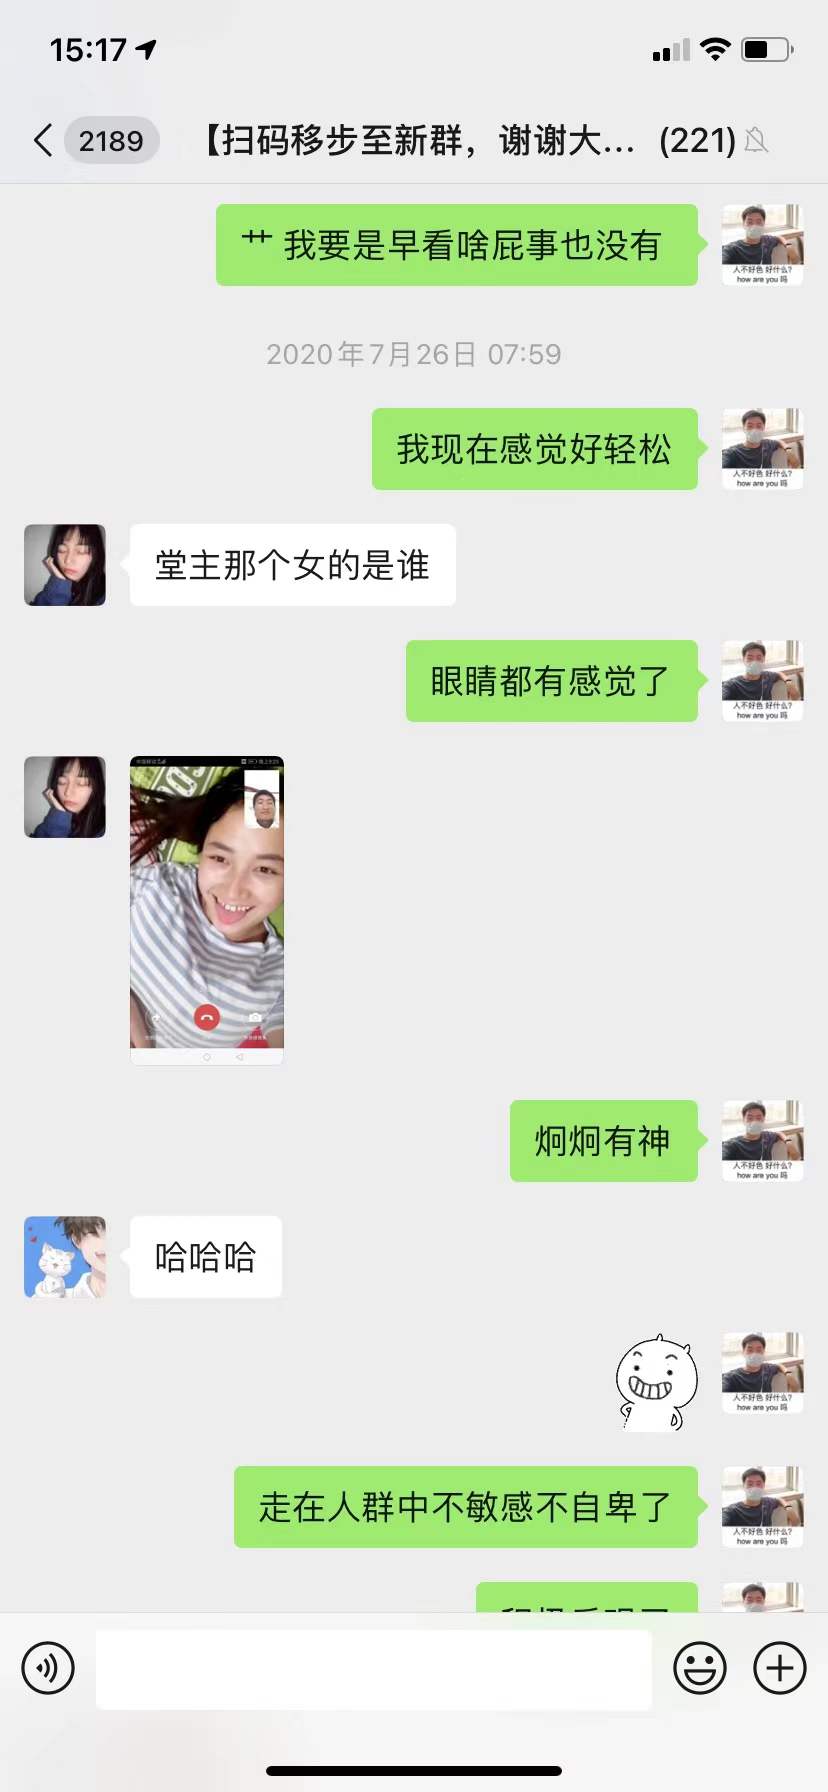 15:17
2189
【扫码移步至新群，谢谢大... (221)
艹 我要是早看啥屁事也没有
人不好色 好什么?
how are you 吗
2020年7月26日 07:59
我现在感觉好轻松
人不好色 好什么?
how are you 吗
堂主那个女的是谁
眼睛都有感觉了
人不好色 好什么?
how are you 吗
炯炯有神
人不好色 好什么?
how are you 吗
哈哈哈
人不好色 好什么?
how are you 吗
走在人群中不敏感不自卑了
人不好色 好什么?
how are you 吗